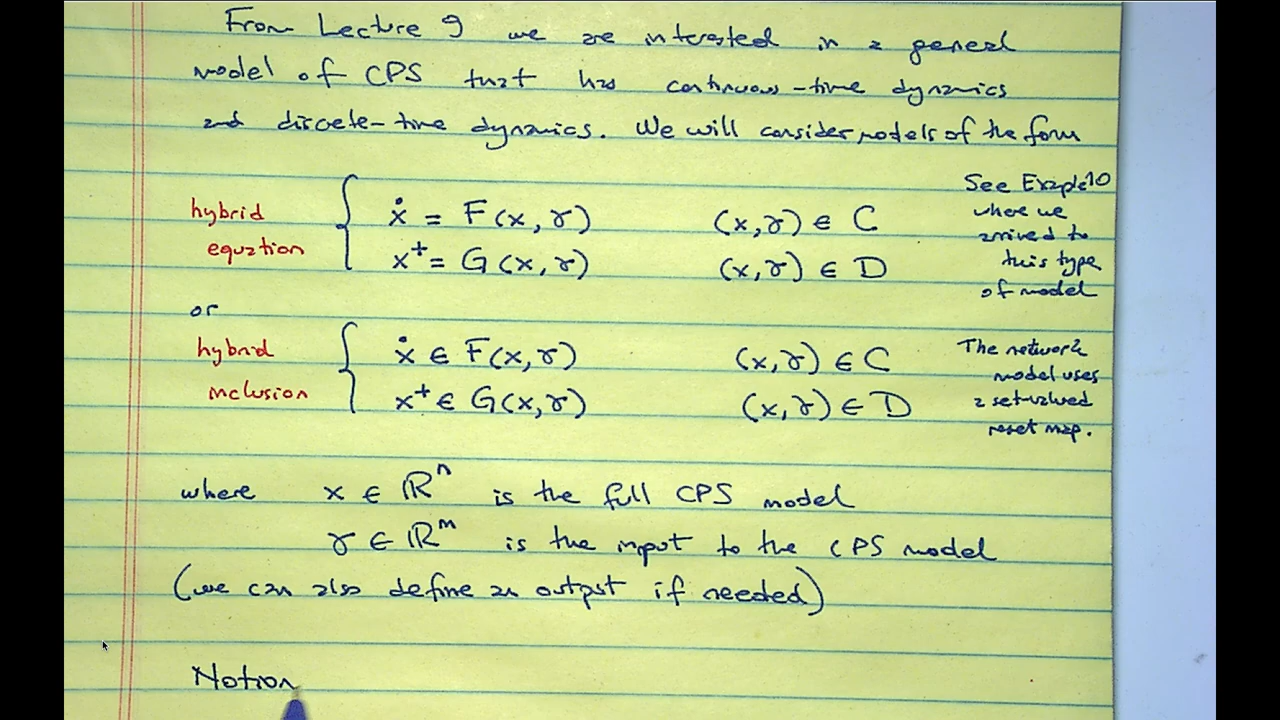 From Lecture 9 we are interested in a general
model of CPS that has continuous-time dynamics
and discrete-time dynamics. We will consider models of the form
hybrid equation
ẋ = F(x, γ) (x, γ) ∈ C
x⁺ = G(x, γ) (x, γ) ∈ D
See Example 10
where we
arrived to
this type
of model
or
hybrid inclusion
ẋ ∈ F(x, γ) (x, γ) ∈ C
x⁺ ∈ G(x, γ) (x, γ) ∈ D
The network
model uses
a set-valued
reset map.
where x ∈ ℝⁿ is the full CPS model
γ ∈ ℝᵐ is the input to the CPS model
(we can also define an output if needed)
Notion